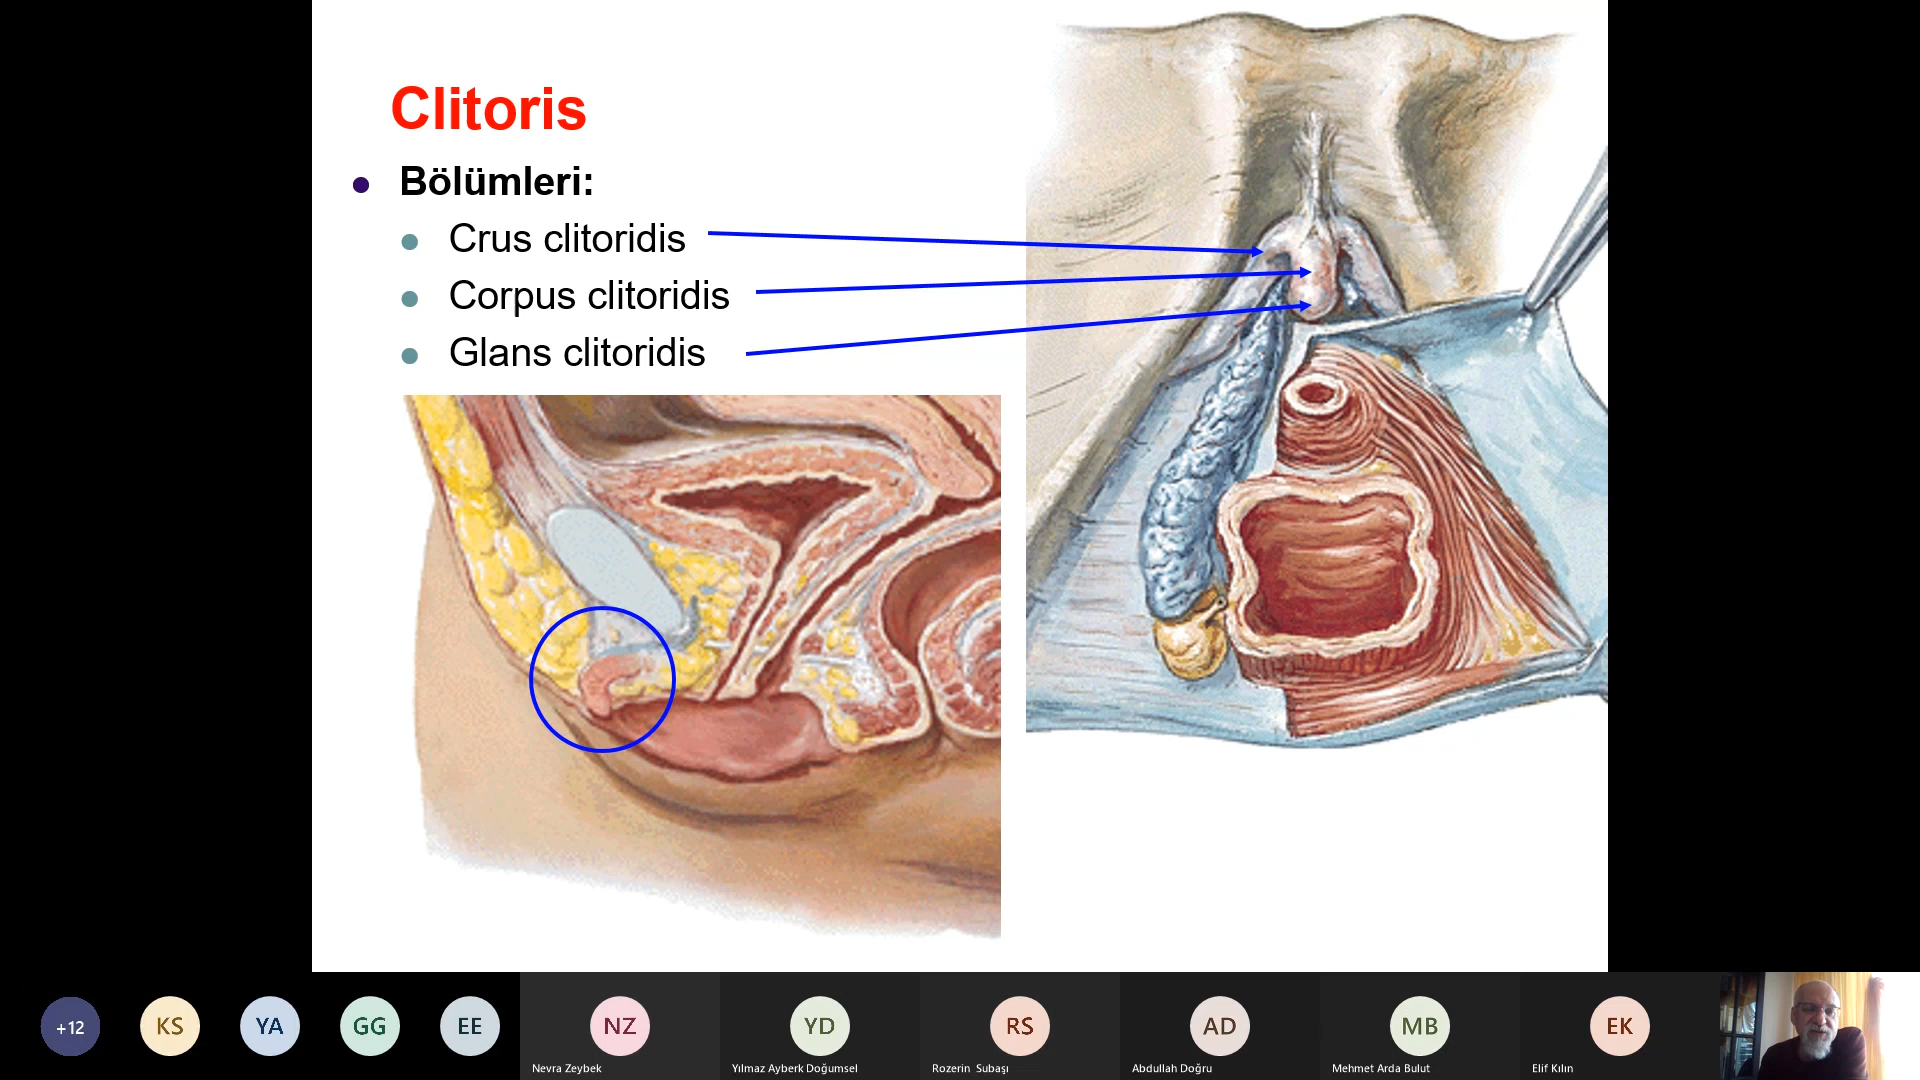 Clitoris
Bölümleri:
Crus clitoridis
Corpus clitoridis
Glans clitoridis
+12
KS
YA
GG
EE
NZ
YD
RS
AD
MB
EK
Nevra Zeybek
Yılmaz Ayberk Doğumsel
Rozerin Subaşı
Abdullah Doğru
Mehmet Arda Bulut
Elif Kılın